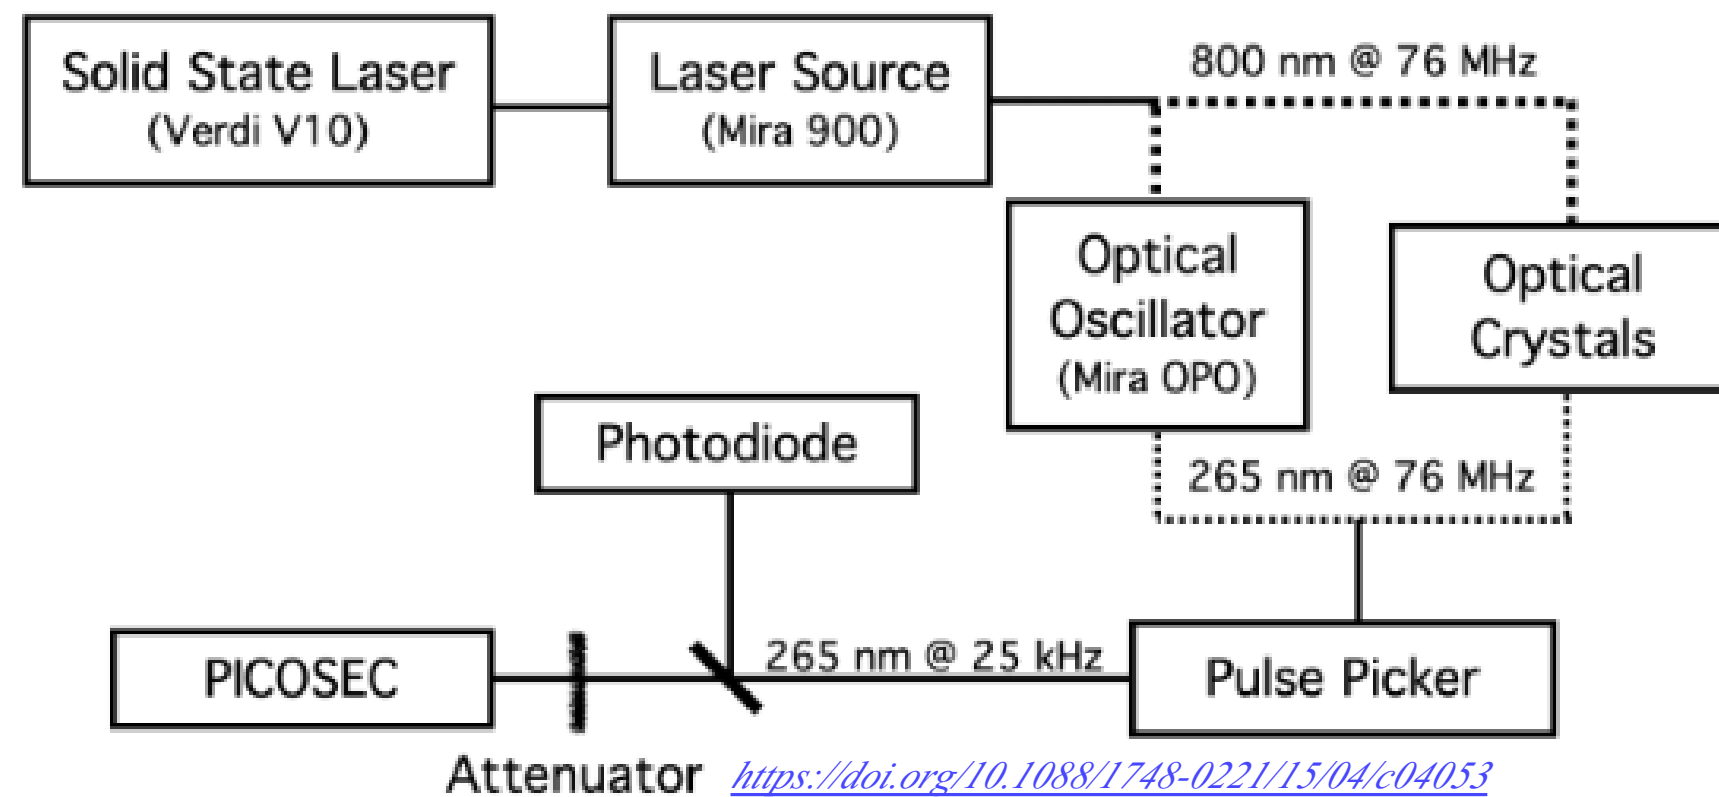 Solid State Laser
(Verdi V10)
Laser Source
(Mira 900)
800 nm @ 76 MHz
Optical
Oscillator
(Mira OPO)
Optical
Crystals
Photodiode
265 nm @ 76 MHz
PICOSEC
265 nm @ 25 kHz
Pulse Picker
Attenuator
https://doi.org/10.1088/1748-0221/15/04/c04053